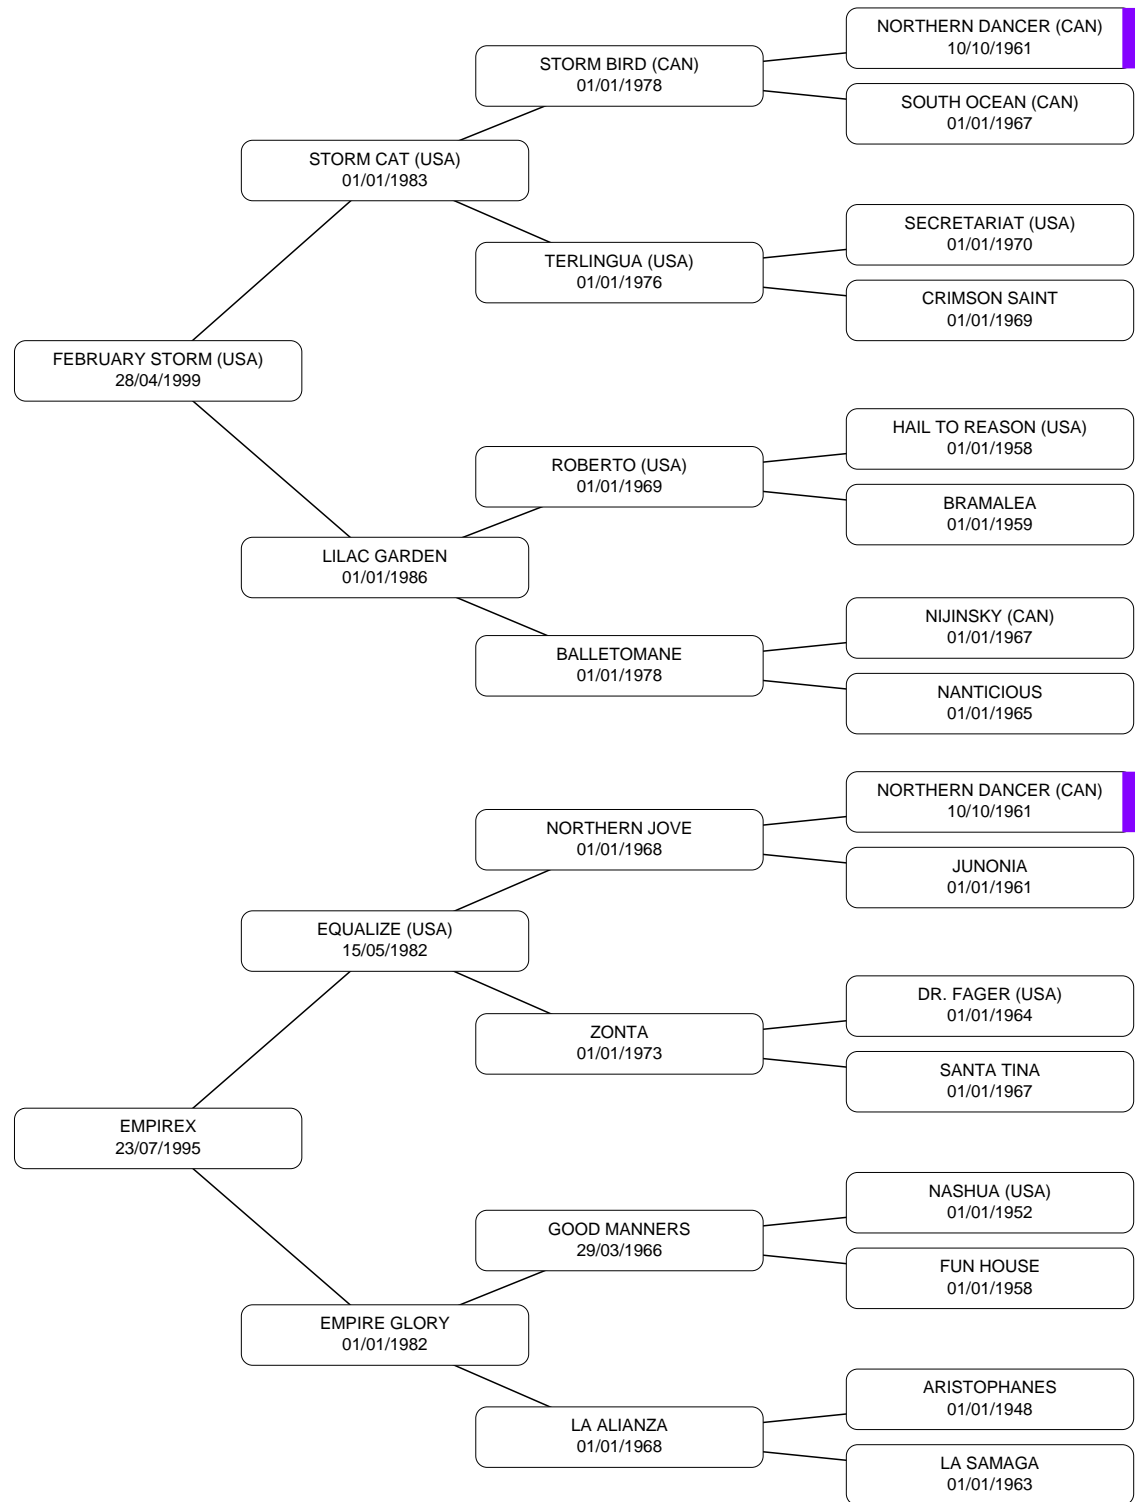 NORTHERN DANCER (CAN)
10/10/1961
STORM BIRD (CAN)
01/01/1978
SOUTH OCEAN (CAN)
01/01/1967
STORM CAT (USA)
01/01/1983
SECRETARIAT (USA)
01/01/1970
TERLINGUA (USA)
01/01/1976
CRIMSON SAINT
01/01/1969
FEBRUARY STORM (USA)
28/04/1999
HAIL TO REASON (USA)
01/01/1958
ROBERTO (USA)
01/01/1969
BRAMALEA
01/01/1959
LILAC GARDEN
01/01/1986
NIJINSKY (CAN)
01/01/1967
BALLETOMANE
01/01/1978
NANTICIOUS
01/01/1965
NORTHERN DANCER (CAN)
10/10/1961
NORTHERN JOVE
01/01/1968
JUNONIA
01/01/1961
EQUALIZE (USA)
15/05/1982
DR. FAGER (USA)
01/01/1964
ZONTA
01/01/1973
SANTA TINA
01/01/1967
EMPIREX
23/07/1995
NASHUA (USA)
01/01/1952
GOOD MANNERS
29/03/1966
FUN HOUSE
01/01/1958
EMPIRE GLORY
01/01/1982
ARISTOPHANES
01/01/1948
LA ALIANZA
01/01/1968
LA SAMAGA
01/01/1963